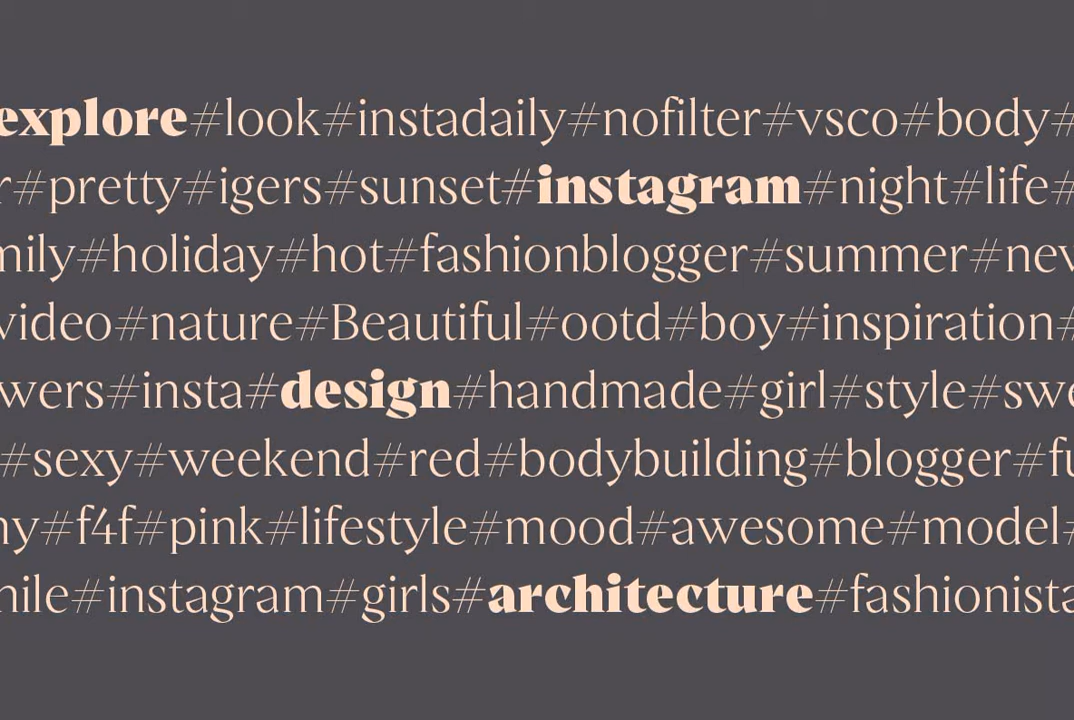 explore#look#instadaily#nofilter#vsco#body#
r#pretty#igers#sunset#instagram#night#life#
mily#holiday#hot#fashionblogger#summer#nev
video#nature#Beautiful#ootd#boy#inspiration#
wers#insta#design#handmade#girl#style#swe
#sexy#weekend#red#bodybuilding#blogger#fu
ny#f4f#pink#lifestyle#mood#awesome#model#
nile#instagram#girls#architecture#fashionista